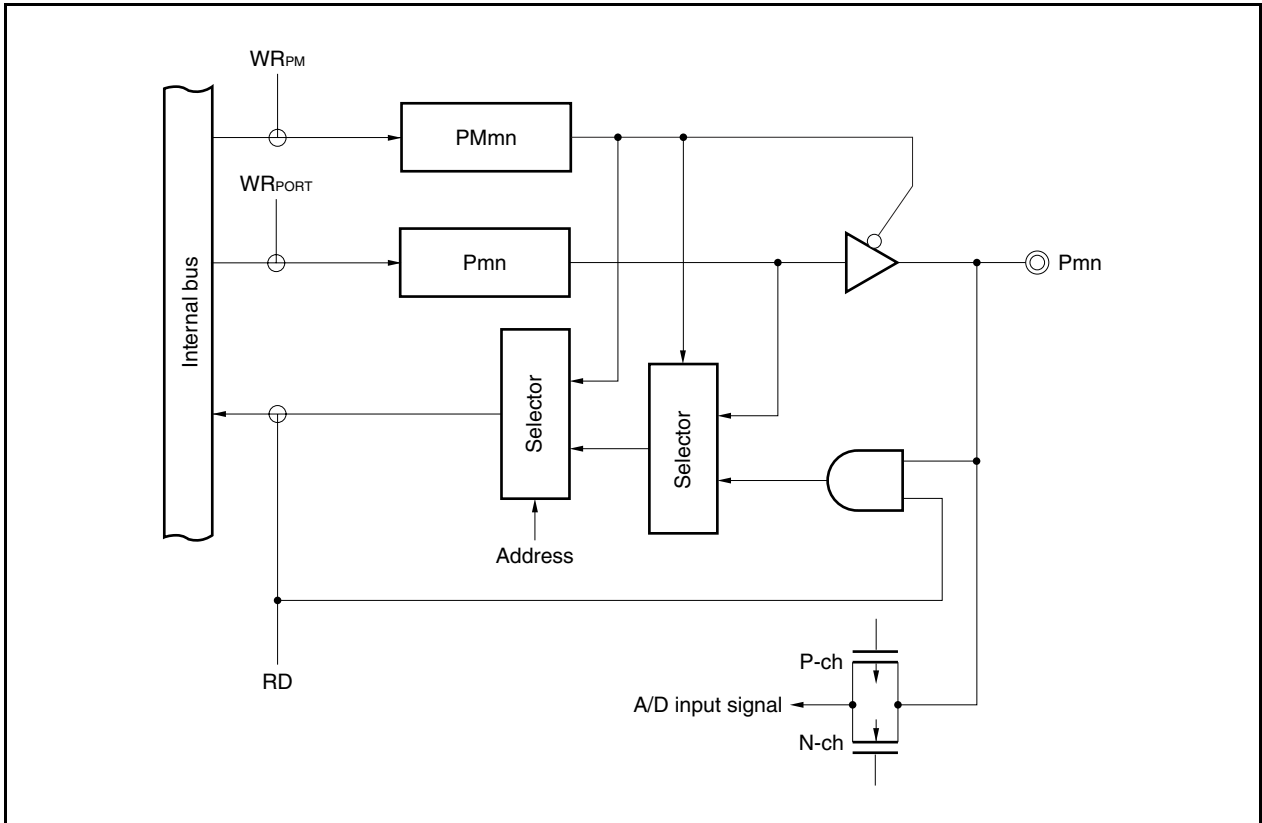 WRPM
PMmn
WRPORT
Pmn
Pmn
Internal bus
Selector
Selector
Address
RD
P-ch
A/D input signal
N-ch